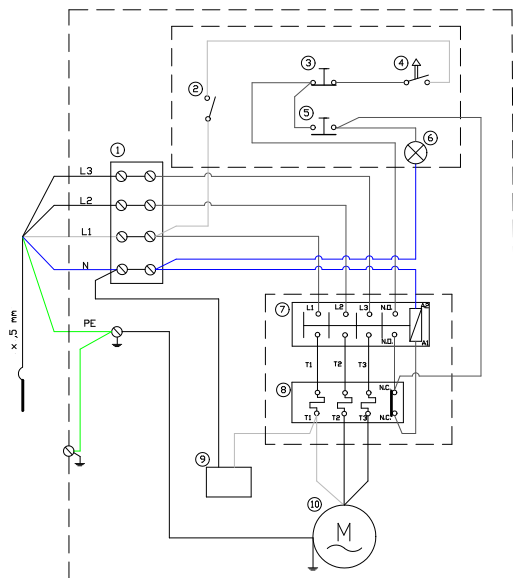 3
4
2
5
1
6
L3
L2
L1
N
L1
L2
L3
N.O.
A2
7
N.O.
A1
x ,5 mm
PE
T1
T2
T3
8
N.C.
T1
T2
T3
N.C.
9
10
M